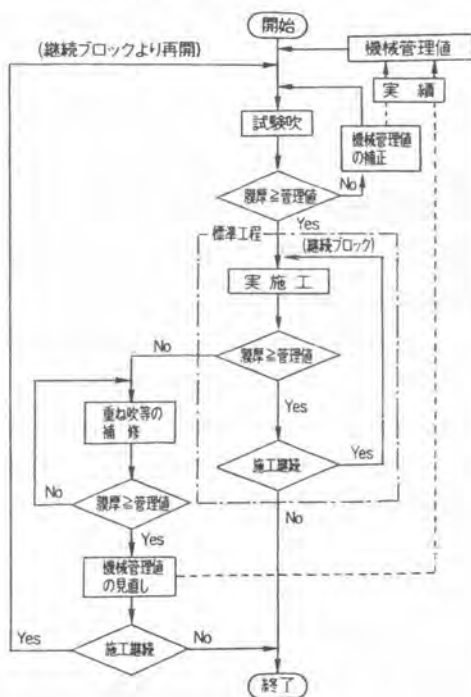 開始
(継続ブロックより再開)
機械管理値
実績
試験吹
機械管理値
の補正
膜厚≧管理値
No
Yes
標準工程
(継続ブロック)
実施工
No
膜厚≧管理値
Yes
重ね吹等の
補修
施工継続
Yes
No
膜厚≧管理値
No
Yes
機械管理値
の見直し
Yes
施工継続
No
終了